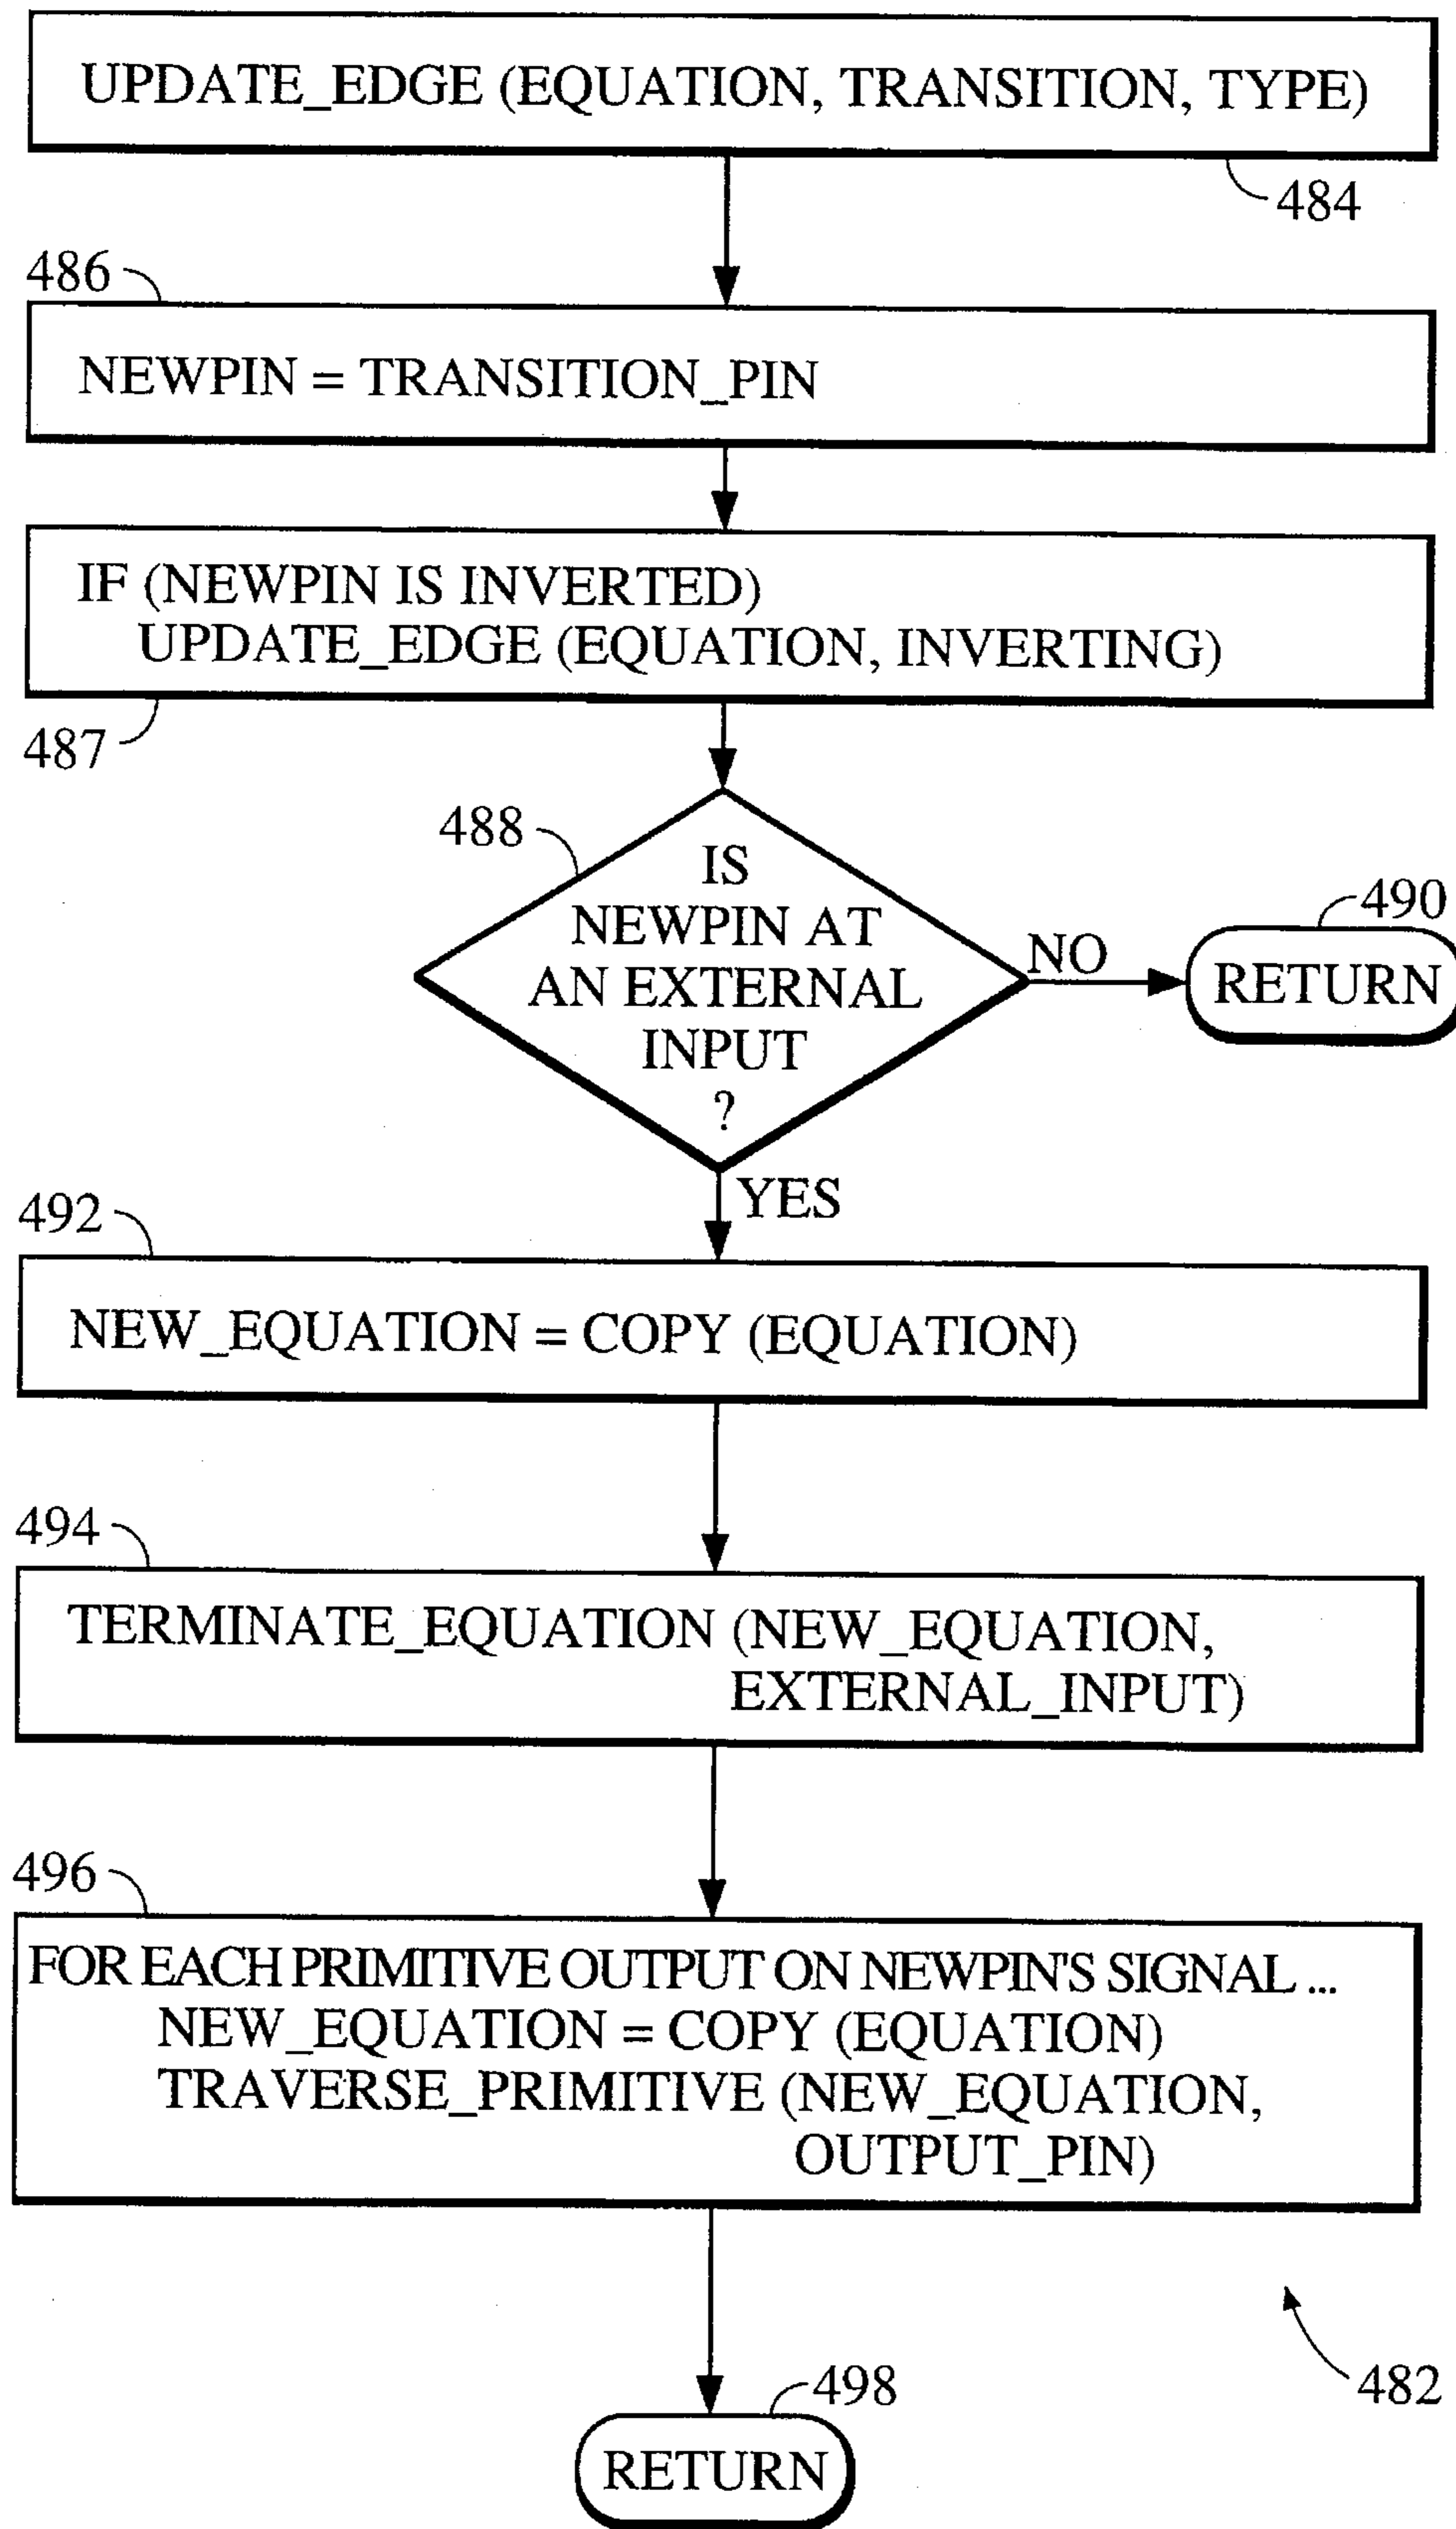 UPDATE_EDGE (EQUATION, TRANSITION, TYPE)
484
486
NEWPIN = TRANSITION_PIN
IF (NEWPIN IS INVERTED)
UPDATE_EDGE (EQUATION, INVERTING)
487
488
IS
NEWPIN AT
AN EXTERNAL
INPUT
?
NO
490
RETURN
YES
492
NEW_EQUATION = COPY (EQUATION)
494
TERMINATE_EQUATION (NEW_EQUATION,
EXTERNAL_INPUT)
496
FOR EACH PRIMITIVE OUTPUT ON NEWPIN'S SIGNAL ...
NEW_EQUATION = COPY (EQUATION)
TRAVERSE_PRIMITIVE (NEW_EQUATION,
OUTPUT_PIN)
482
498
RETURN